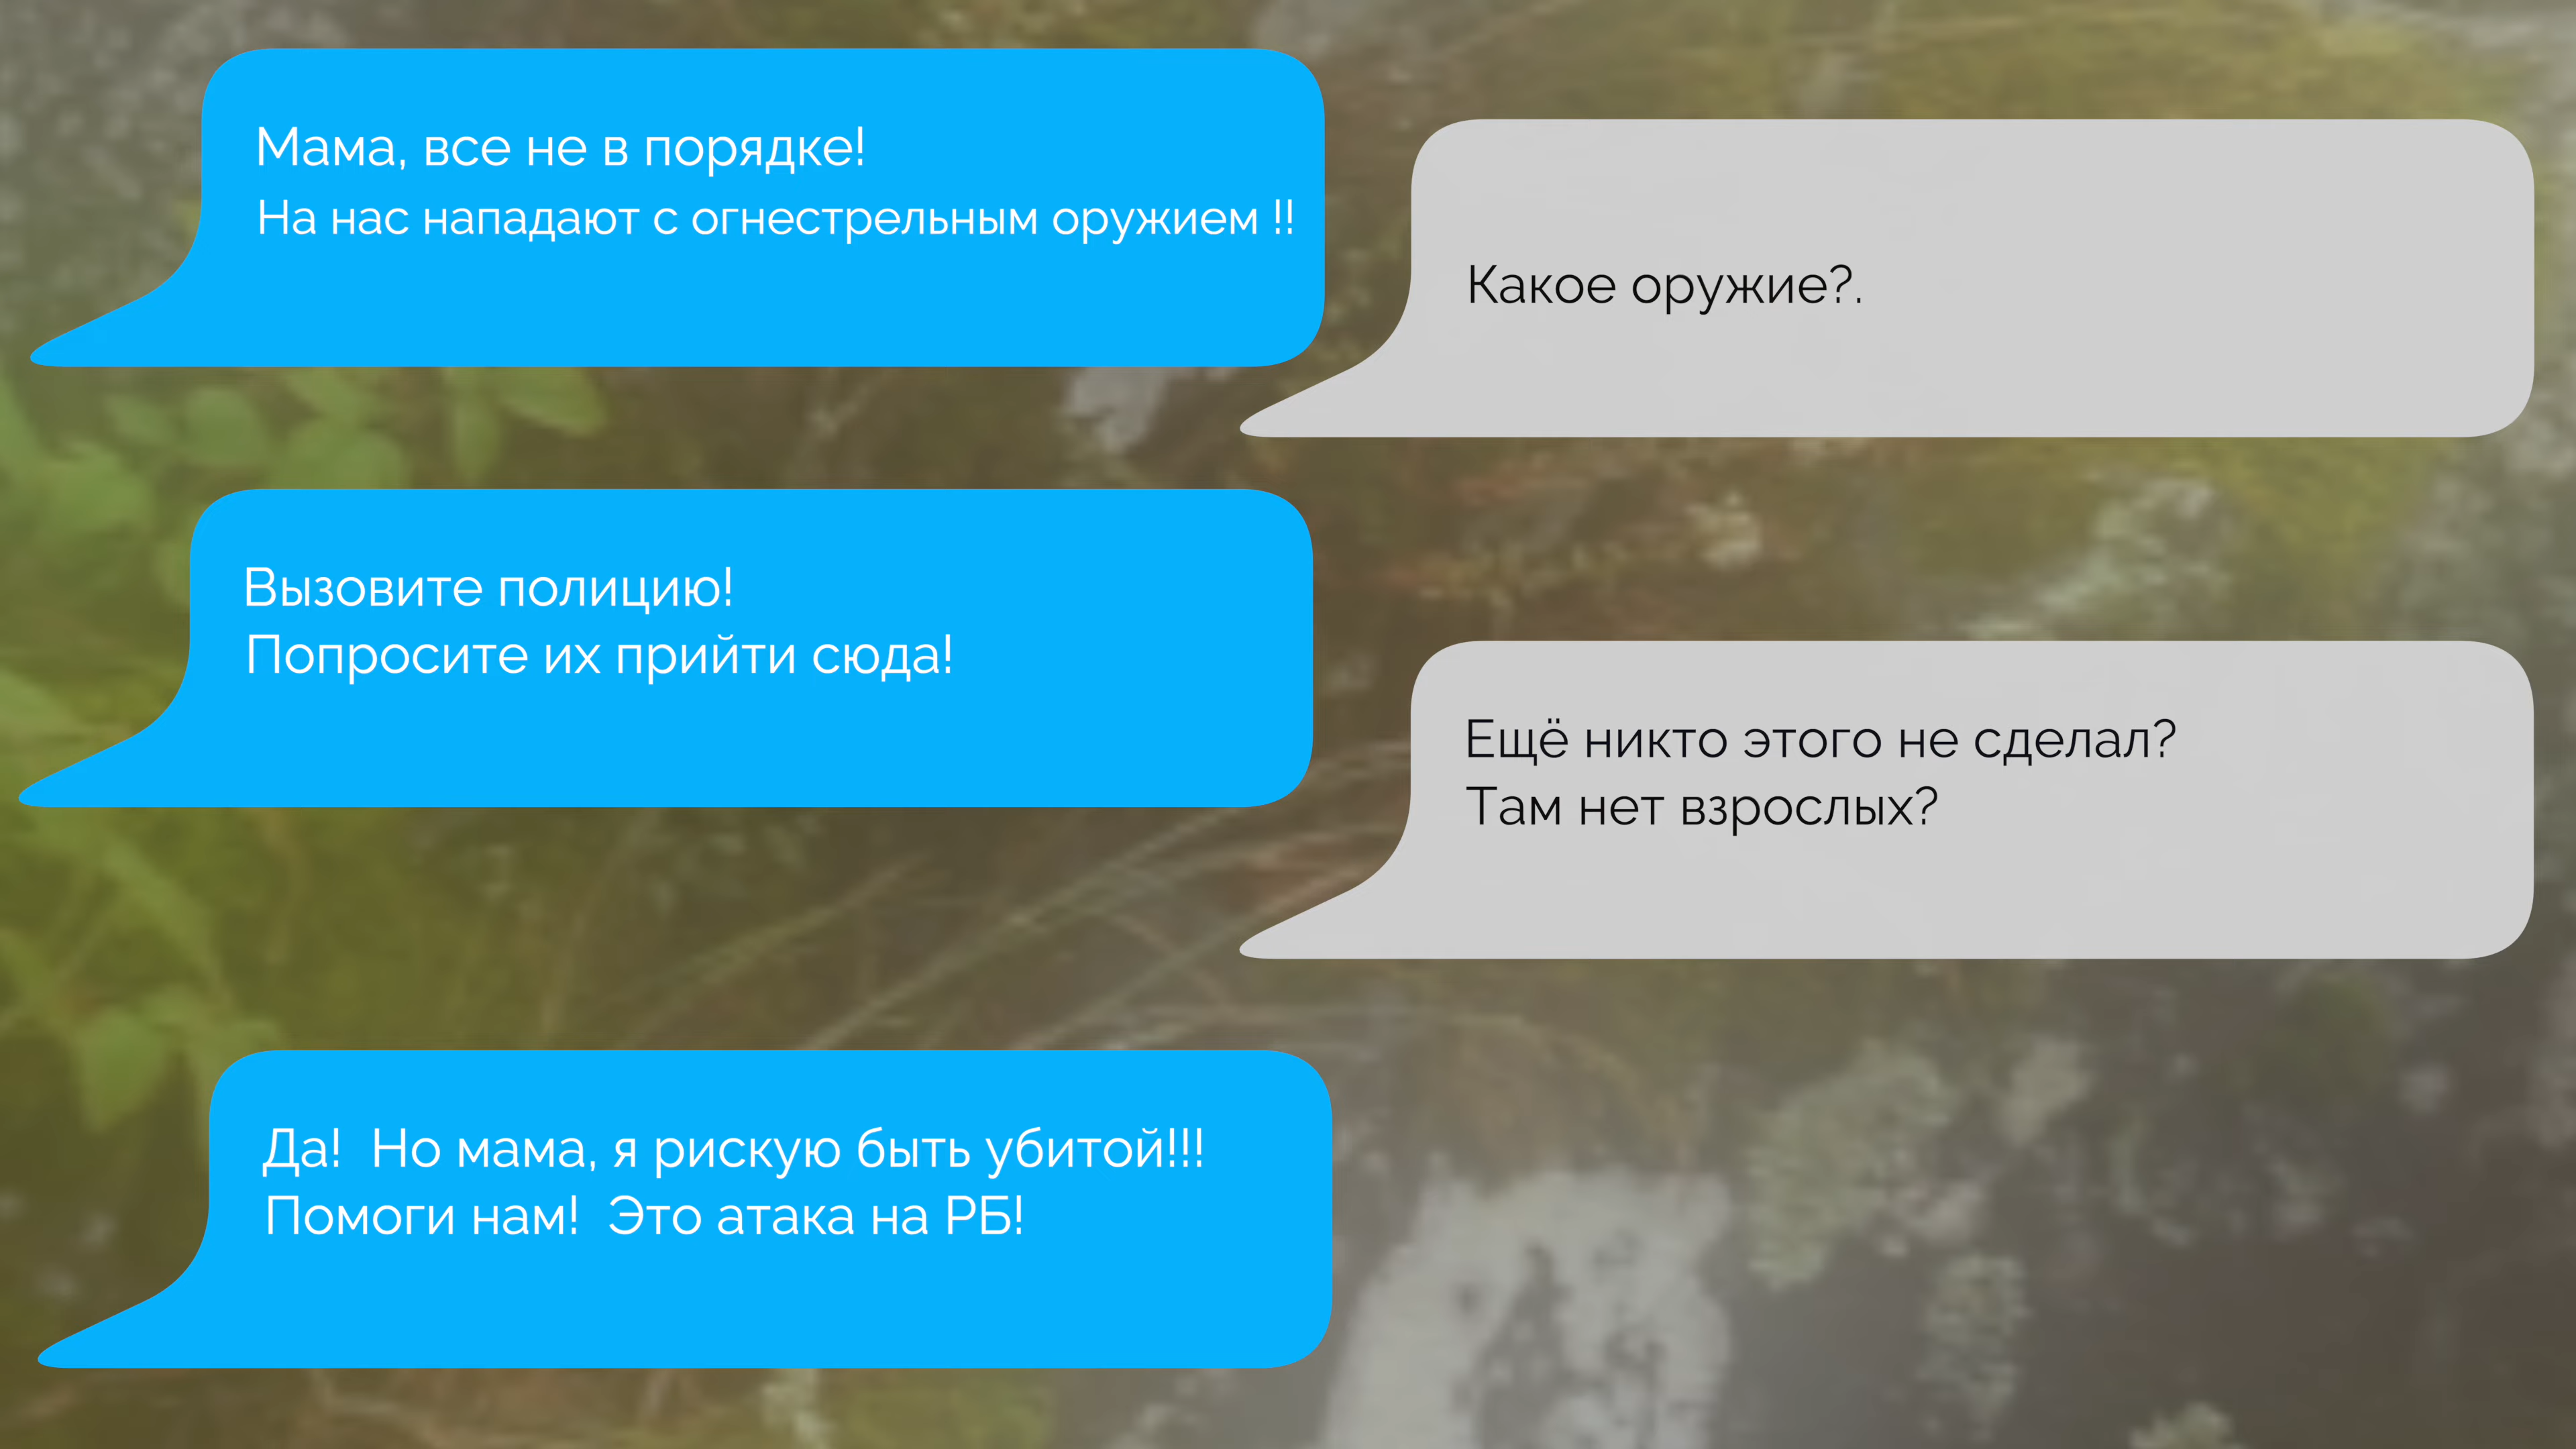 Мама, все не в порядке!
На нас нападают с огнестрельным оружием !!
Какое оружие?.
Вызовите полицию!
Попросите их прийти сюда!
Ещё никто этого не сделал?
Там нет взрослых?
Да!  Но мама, я рискую быть убитой!!!
Помоги нам!  Это атака на РБ!